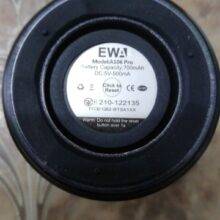 EWA
Model:A106 Pro
Battery Capacity:700mAh
DC 5V-500mA
Click to
Reset
210-122135
Warm: Do not hold the reset
button over 1s